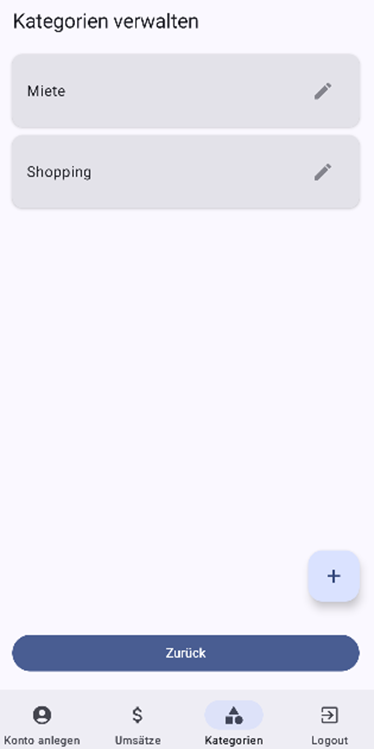 Kategorien verwalten
Miete
Shopping
+
Zurück
$
Konto anlegen
Umsätze
Kategorien
Logout